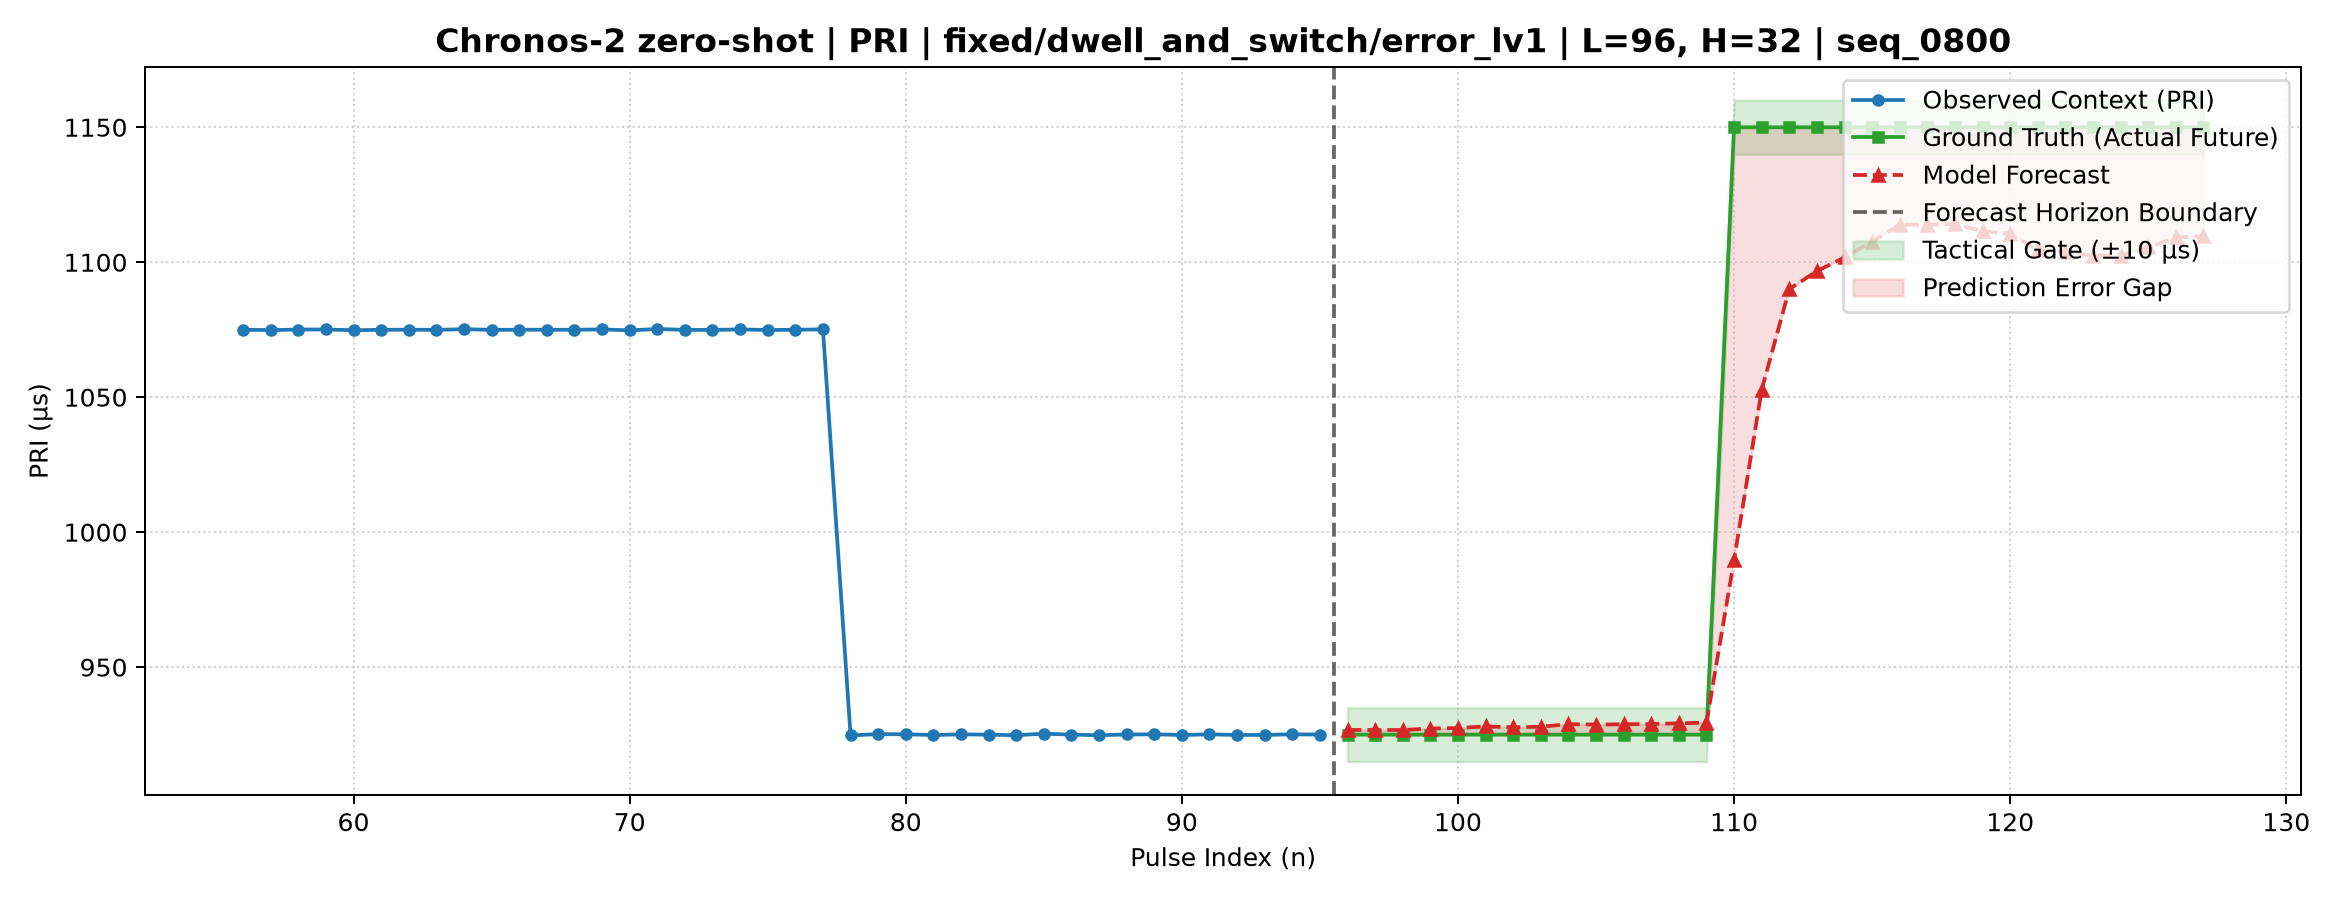 Chronos-2 zero-shot | PRI | fixed/dwell_and_switch/error_lv1 | L=96, H=32 | seq_0800
Observed Context (PRI)
Ground Truth (Actual Future)
Model Forecast
Forecast Horizon Boundary
Tactical Gate (±10 µs)
Prediction Error Gap
PRI (µs)
1150
1100
1050
1000
950
60 70 80 90 100 110 120 130
Pulse Index (n)